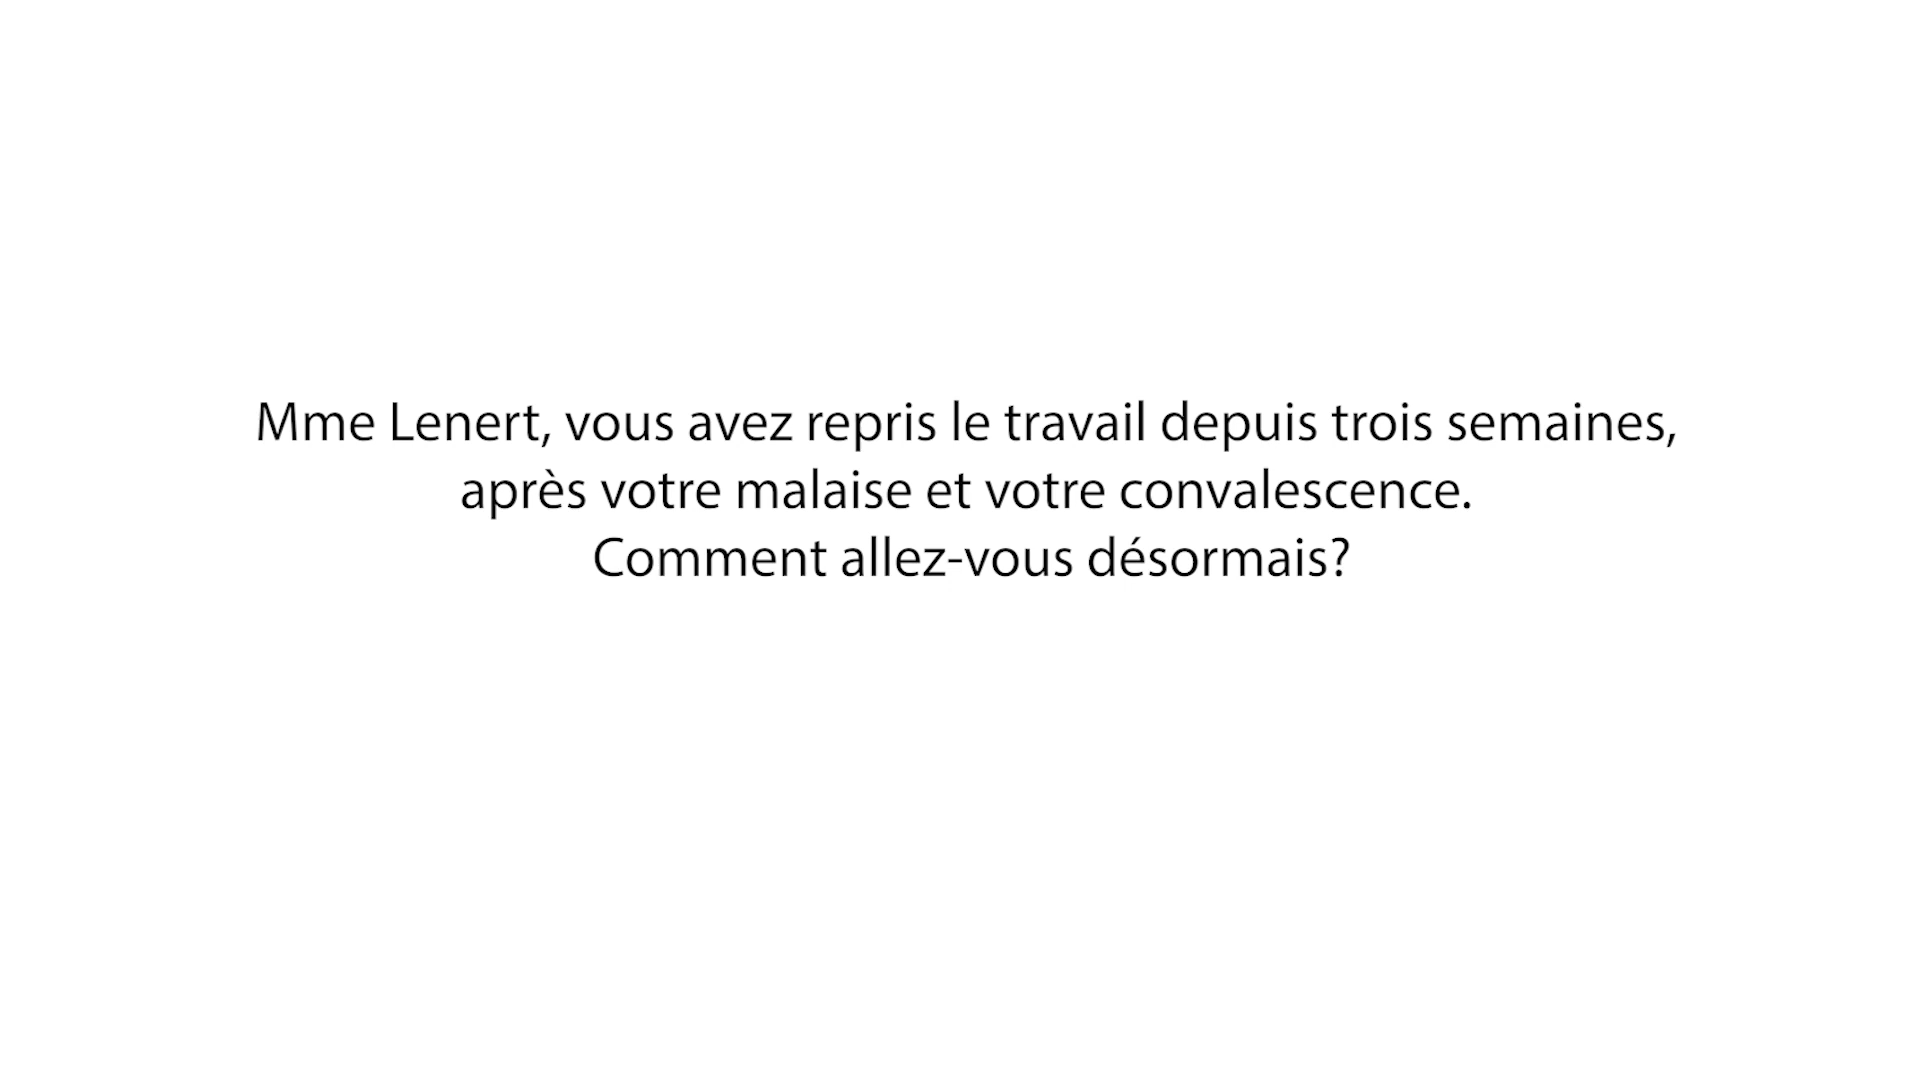 Mme Lenert, vous avez repris le travail depuis trois semaines,
après votre malaise et votre convalescence.
Comment allez-vous désormais?